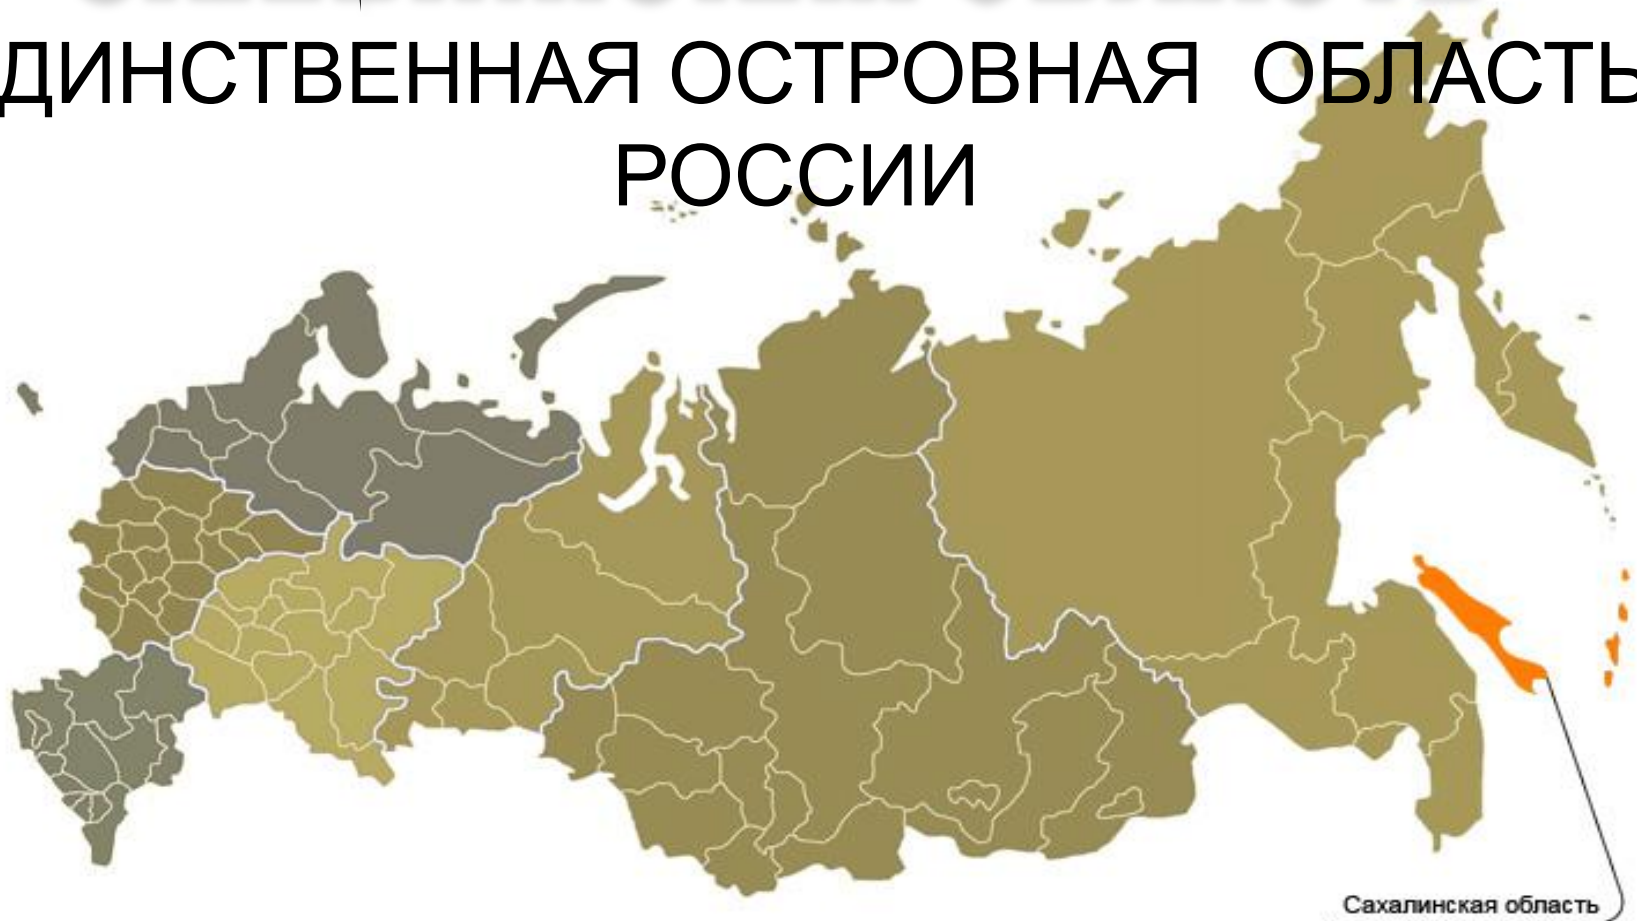 ДИНСТВЕННАЯ ОСТРОВНАЯ ОБЛАСТЬ
РОССИИ
Сахалинская область